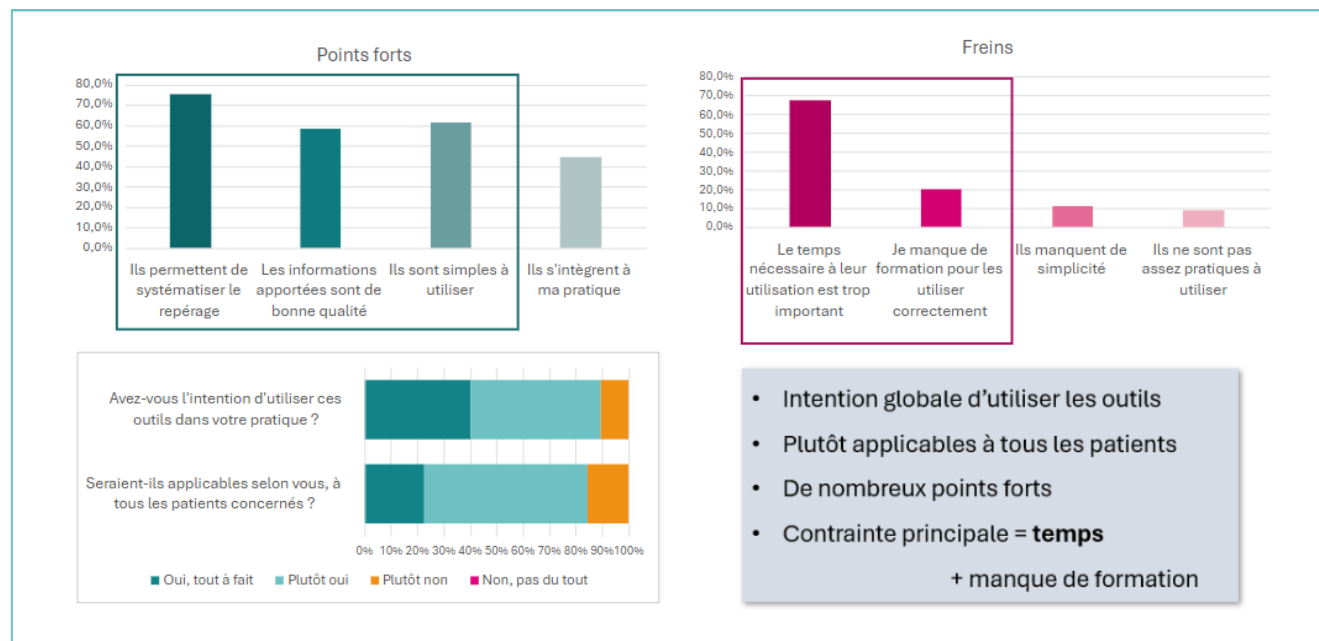 Points forts
80,0%
70,0%
60,0%
50,0%
40,0%
30,0%
20,0%
10,0%
0,0%
Ils permettent de
systématiser le
repérage
Les informations
apportées sont de
bonne qualité
Ils sont simples à
utiliser
Ils s'intègrent à
ma pratique
Freins
80,0%
70,0%
60,0%
50,0%
40,0%
30,0%
20,0%
10,0%
0,0%
Le temps
nécessaire à leur
utilisation est trop
important
Je manque de
formation pour les
utiliser
correctement
Ils manquent de
simplicité
Ils ne sont pas
assez pratiques à
utiliser
Avez-vous l'intention d'utiliser ces
outils dans votre pratique ?
Seraient-ils applicables selon vous, à
tous les patients concernés ?
0% 10% 20% 30% 40% 50% 60% 70% 80% 90% 100%
Oui, tout à fait Plutôt oui Plutôt non Non, pas du tout
• Intention globale d’utiliser les outils
• Plutôt applicables à tous les patients
• De nombreux points forts
• Contrainte principale = temps
+ manque de formation